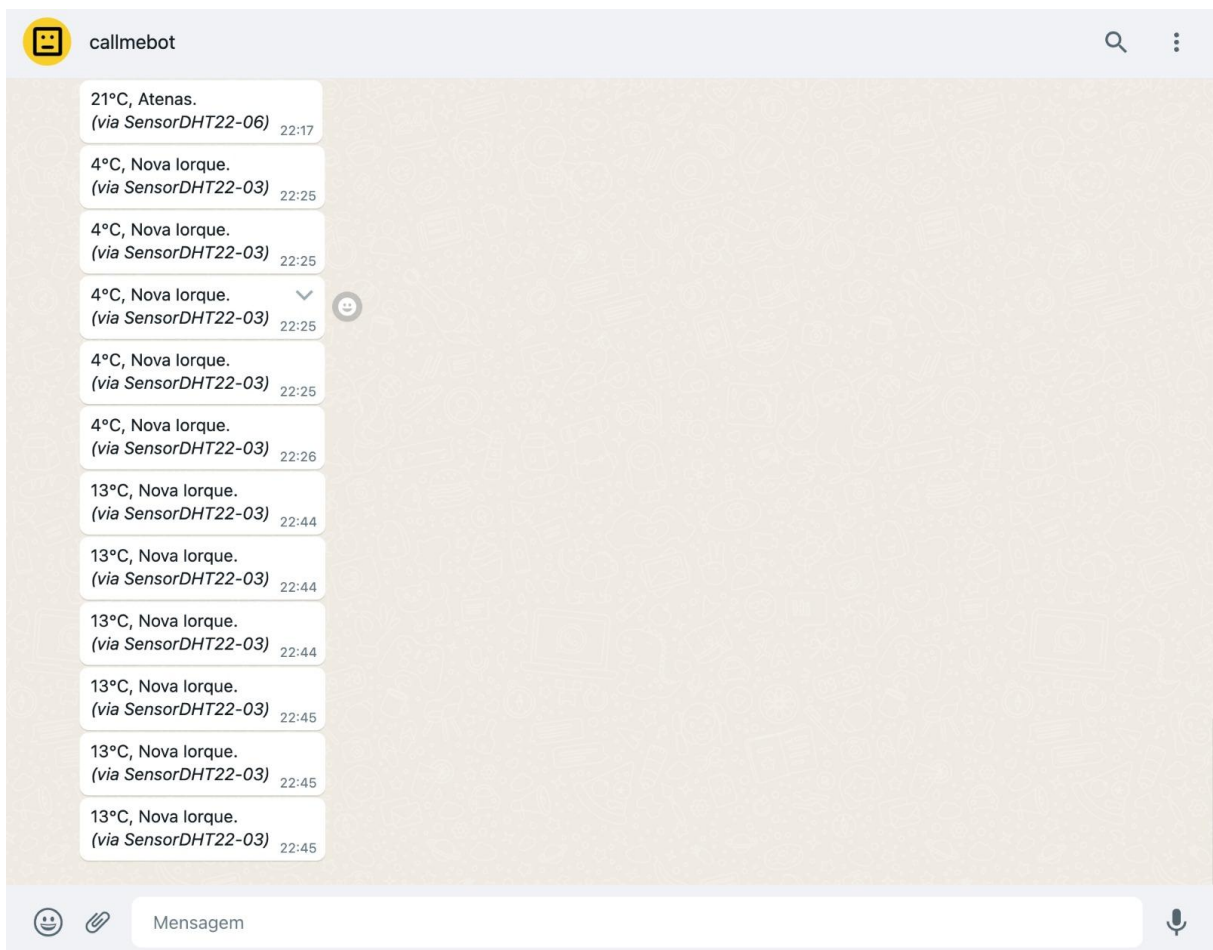 callmebot
21°C, Atenas.
(via SensorDHT22-06) 22:17
4°C, Nova Iorque.
(via SensorDHT22-03) 22:25
4°C, Nova Iorque.
(via SensorDHT22-03) 22:25
4°C, Nova Iorque.
(via SensorDHT22-03) 22:25
4°C, Nova Iorque.
(via SensorDHT22-03) 22:25
4°C, Nova Iorque.
(via SensorDHT22-03) 22:26
13°C, Nova Iorque.
(via SensorDHT22-03) 22:44
13°C, Nova Iorque.
(via SensorDHT22-03) 22:44
13°C, Nova Iorque.
(via SensorDHT22-03) 22:44
13°C, Nova Iorque.
(via SensorDHT22-03) 22:45
13°C, Nova Iorque.
(via SensorDHT22-03) 22:45
13°C, Nova Iorque.
(via SensorDHT22-03) 22:45
Mensagem